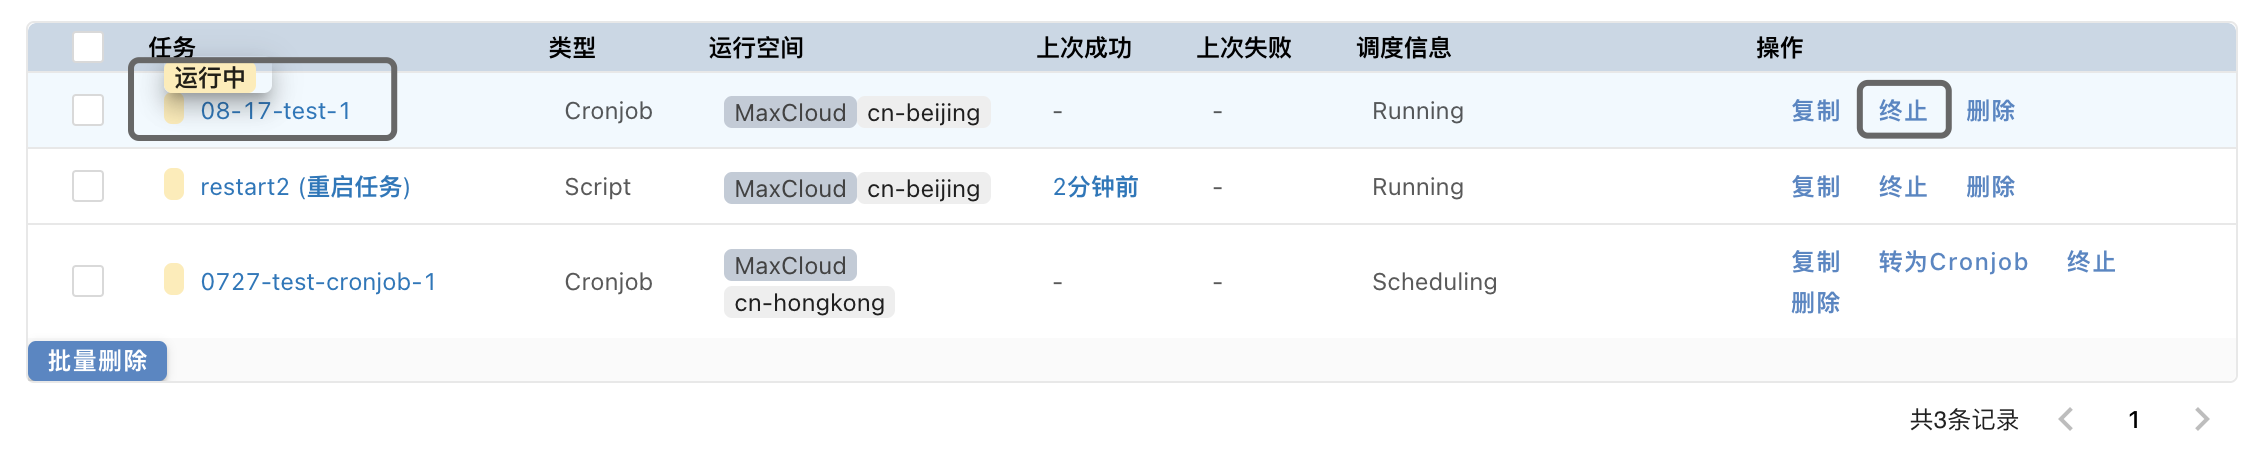 任务 类型 运行空间 上次成功 上次失败 调度信息 操作
运行中
08-17-test-1 Cronjob MaxCloud cn-beijing - - Running 复制 终止 删除
restart2 (重启任务) Script MaxCloud cn-beijing 2分钟前 - Running 复制 终止 删除
0727-test-cronjob-1 Cronjob MaxCloud cn-hongkong - - Scheduling 复制 转为Cronjob 终止 删除
批量删除
共3条记录 1